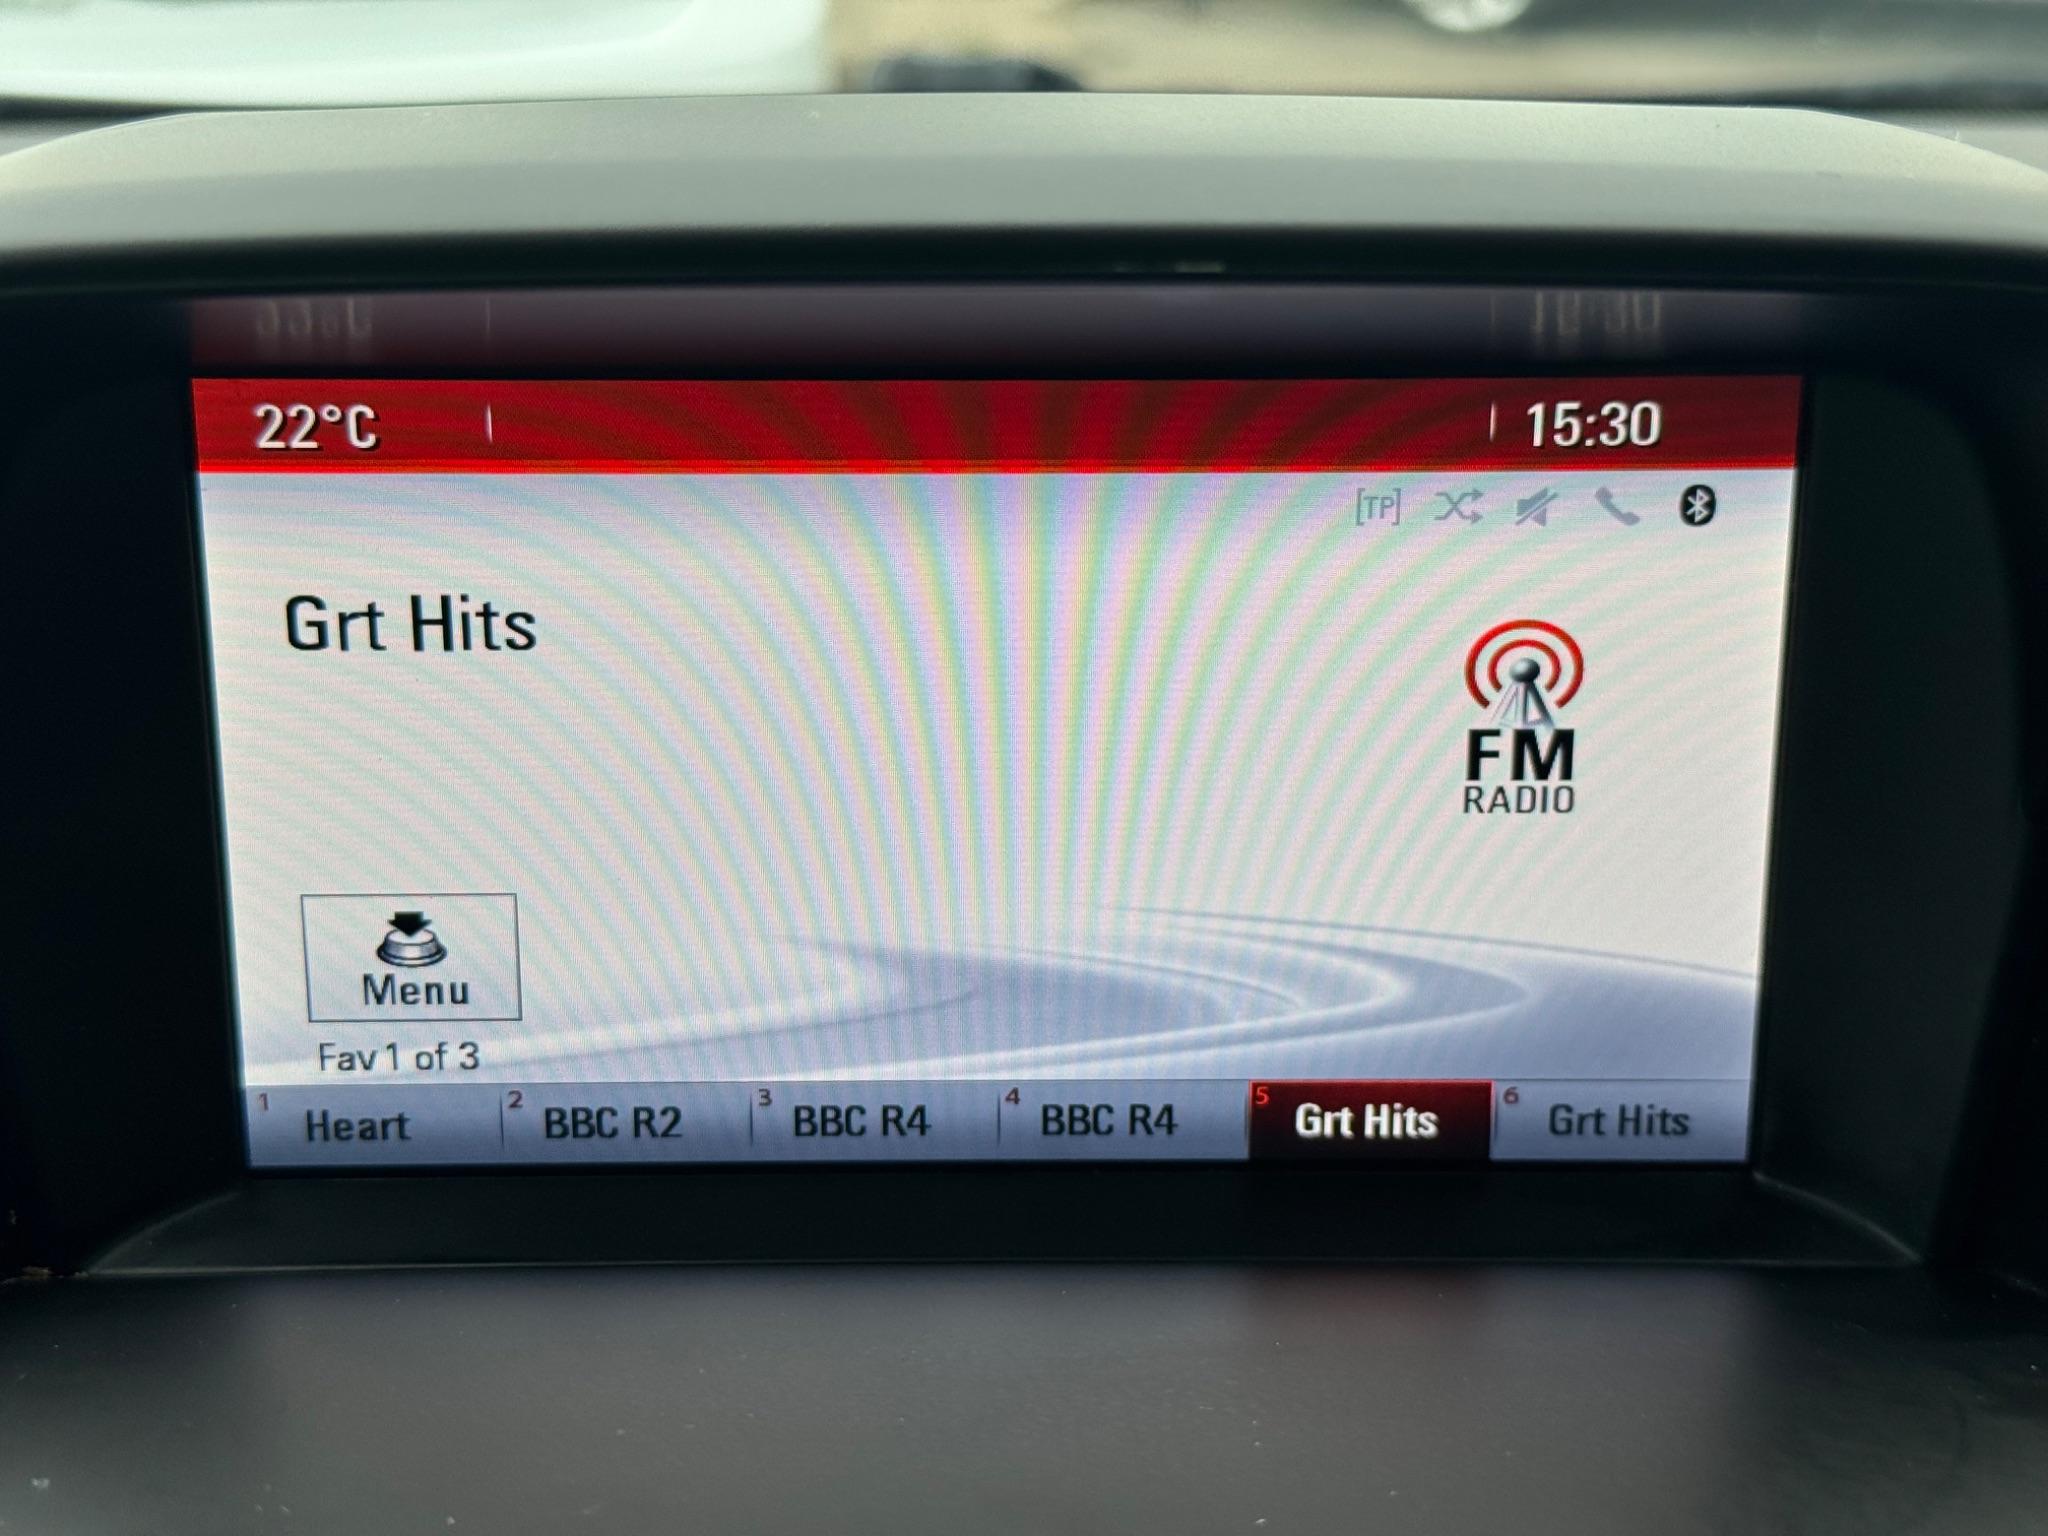 22°C
15:30
[TP]
Grt Hits
FM
RADIO
Menu
Fav 1 of 3
1 Heart
2 BBC R2
3 BBC R4
4 BBC R4
5 Grt Hits
6 Grt Hits